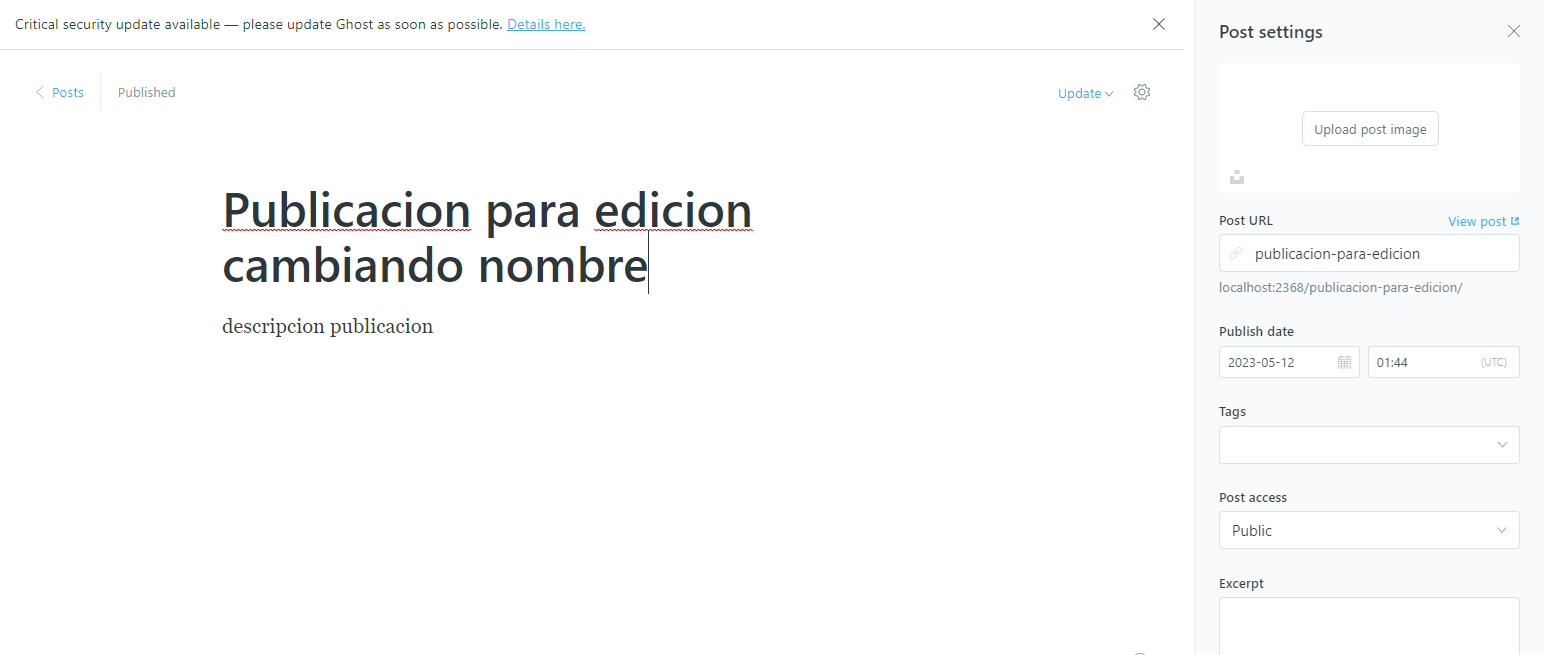 Critical security update available — please update Ghost as soon as possible. Details here.
Posts
Published
Update
Publicacion para edicion
cambiando nombre
descripcion publicacion
Post settings
Upload post image
Post URL
View post
publicacion-para-edicion
localhost:2368/publicacion-para-edicion/
Publish date
2023-05-12
01:44
(UTC)
Tags
Post access
Public
Excerpt